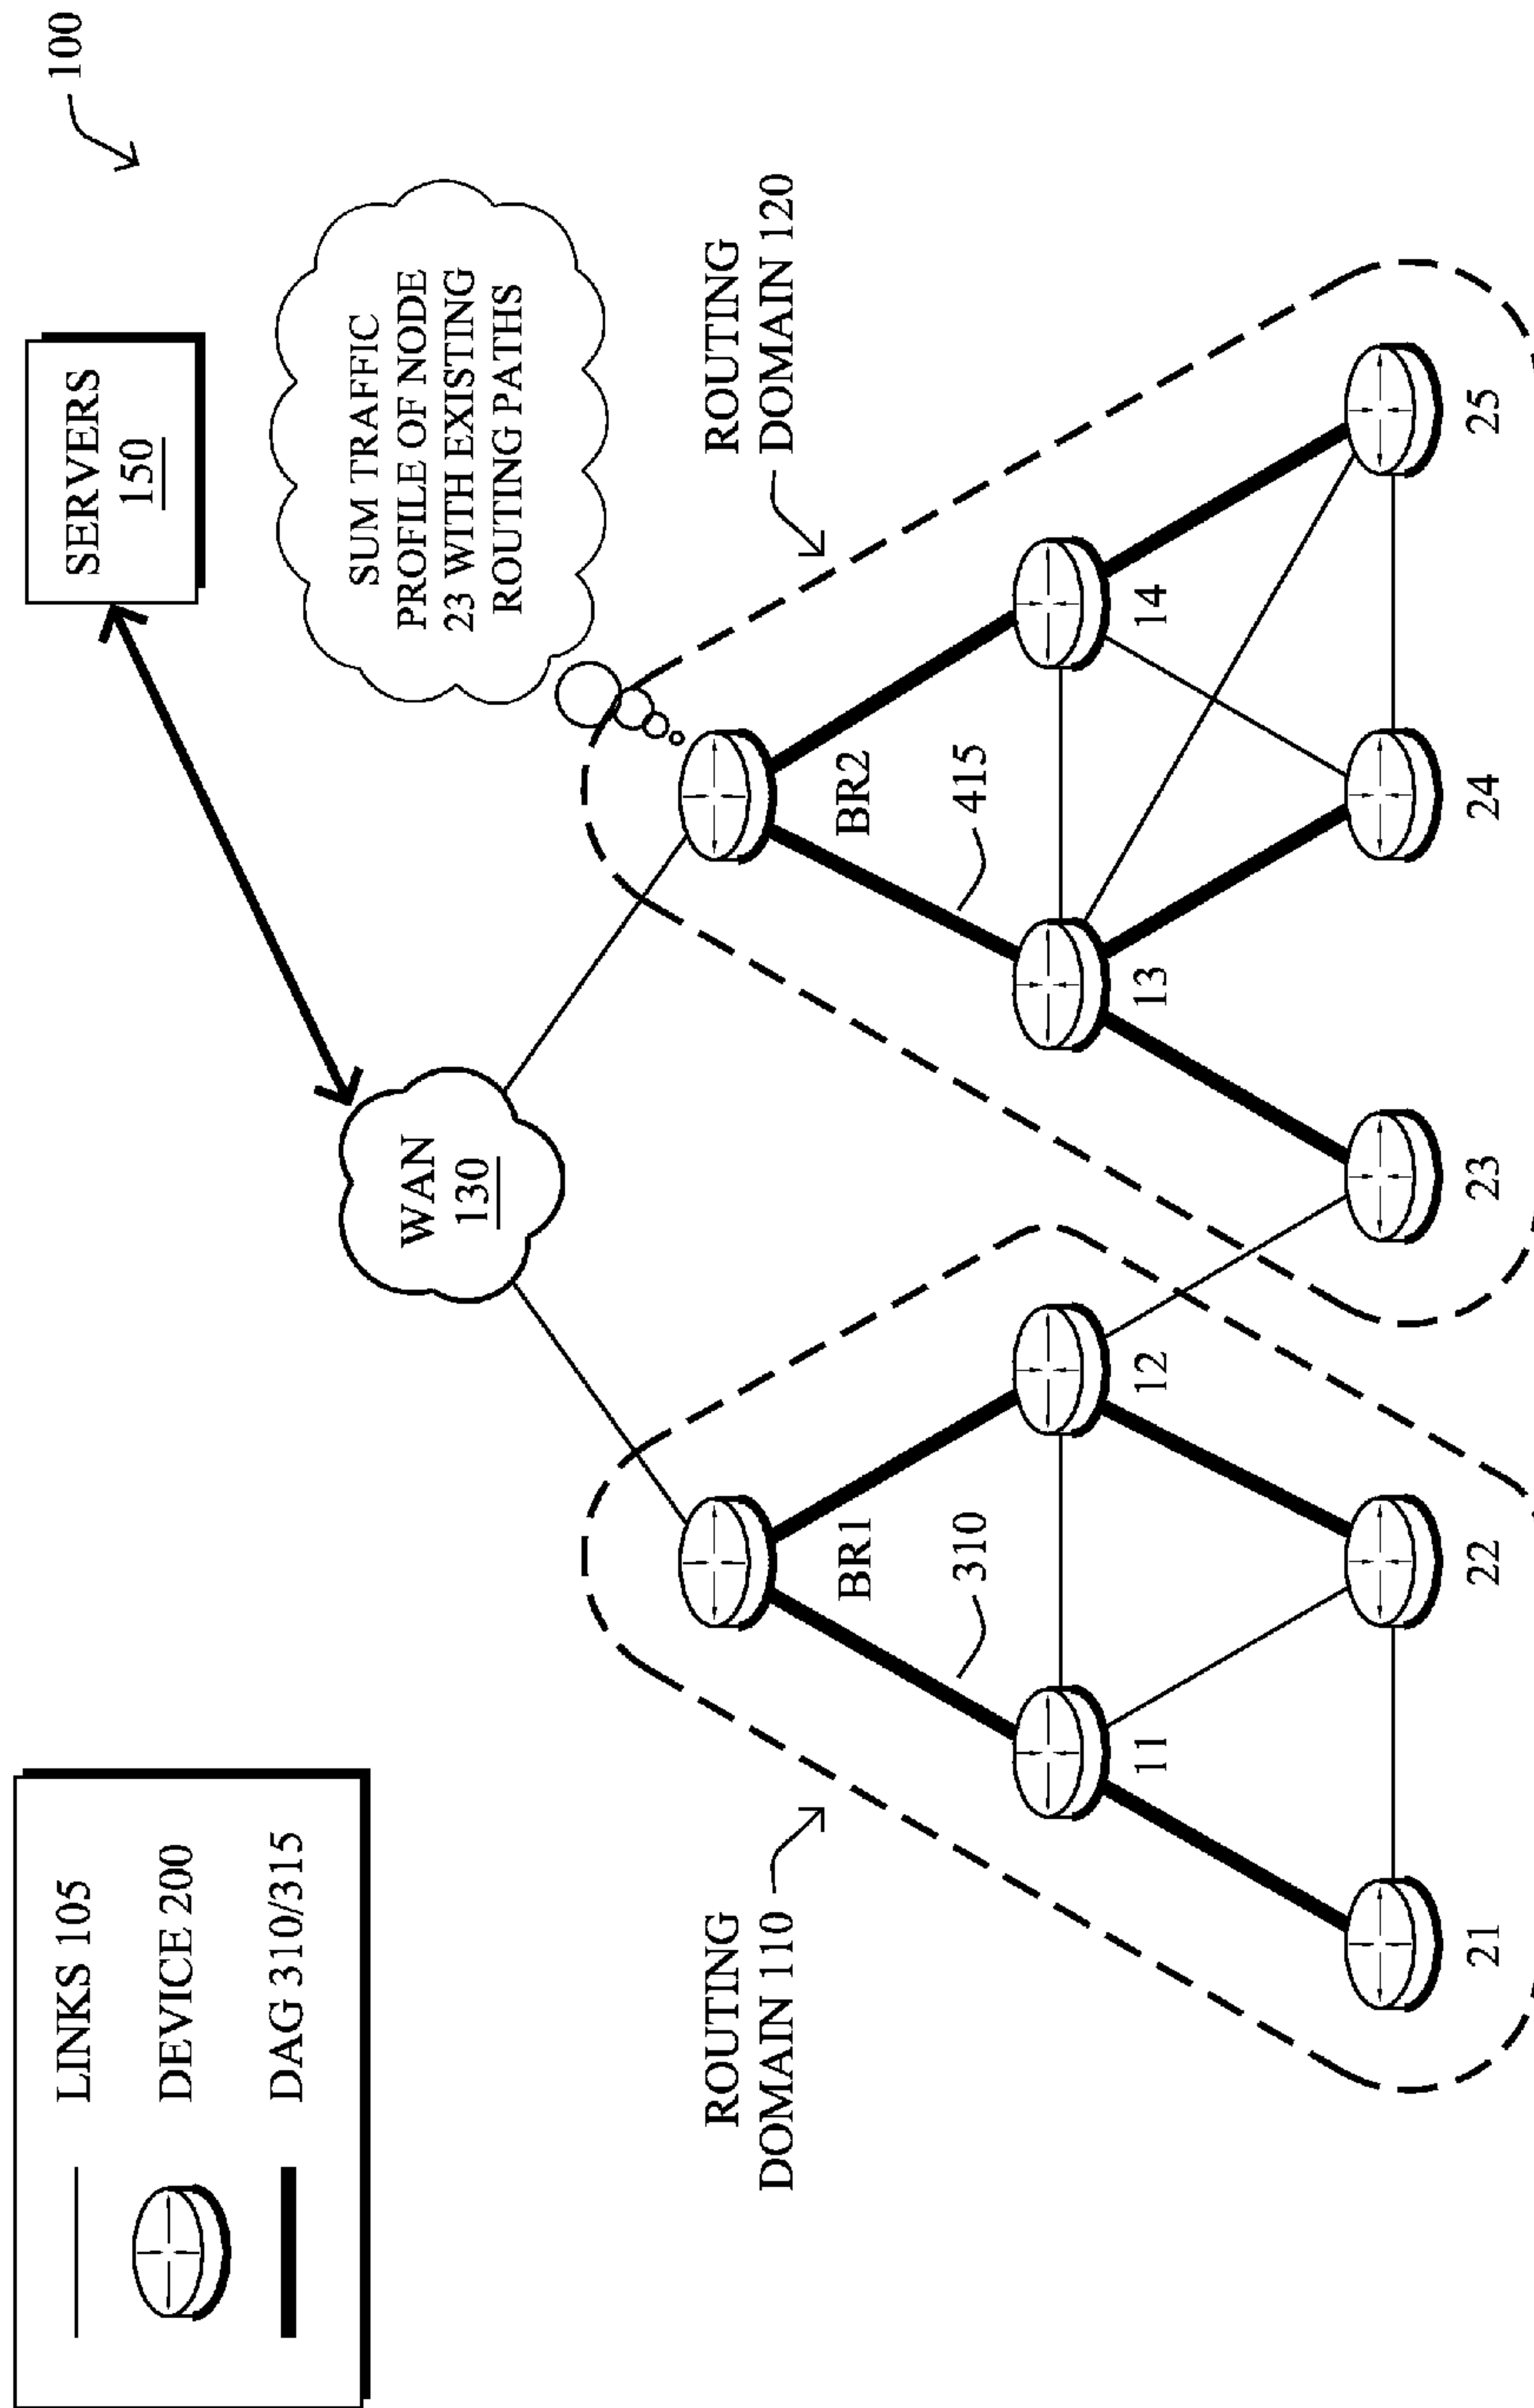 100
LINKS 105
DEVICE 200
DAG 310/315
SERVERS
150
WAN
130
SUM TRAFFIC
PROFILE OF NODE
23 WITH EXISTING
ROUTING PATHS
ROUTING
DOMAIN 110
ROUTING
DOMAIN 120
BR1
BR2
310
415
11
12
13
14
21
22
23
24
25